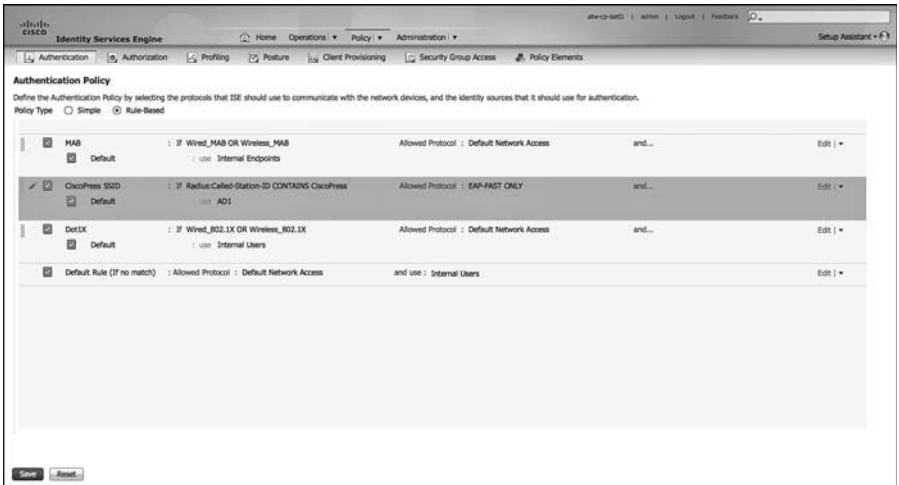 atw-cp-ise01 | admin | Logout | Feedback
CISCO Identity Services Engine
Home Operations Policy Administration Setup Assistant
Authentication Authorization Profiling Posture Client Provisioning Security Group Access Policy Elements
Authentication Policy
Define the Authentication Policy by selecting the protocols that ISE should use to communicate with the network devices, and the identity sources that it should use for authentication.
Policy Type Simple Rule-Based
MAB : If Wired_MAB OR Wireless_MAB Allowed Protocol : Default Network Access and... Edit |
Default : use Internal Endpoints
CiscoPress SSID : If Radius:Called-Station-ID CONTAINS CiscoPress Allowed Protocol : EAP-FAST ONLY and... Edit |
Default use AD1
Dot1X : If Wired_802.1X OR Wireless_802.1X Allowed Protocol : Default Network Access and... Edit |
Default : use Internal Users
Default Rule (If no match) : Allowed Protocol : Default Network Access and use : Internal Users Edit |
Save Reset